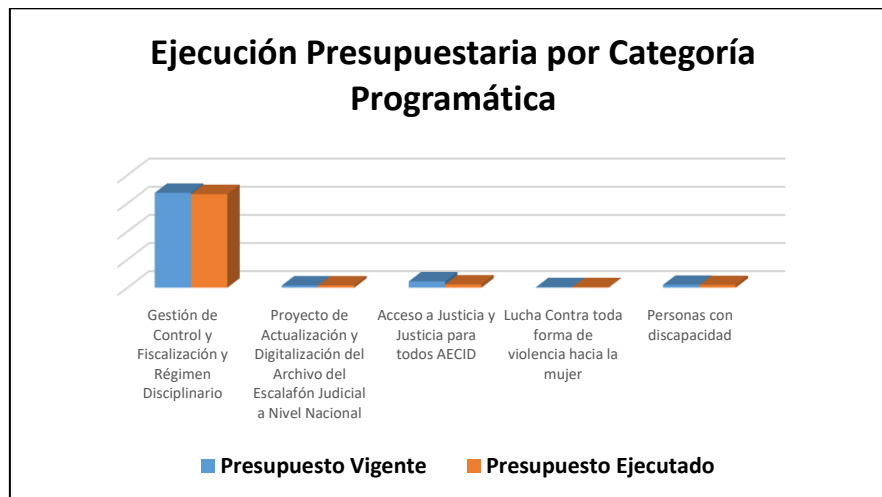 Ejecución Presupuestaria por Categoría
Programática
Gestión de
Control y
Fiscalización y
Régimen
Disciplinario
Proyecto de
Actualización y
Digitalización del
Archivo del
Escalafón Judicial
a Nivel Nacional
Acceso a Justicia y
Justicia para
todos AECID
Lucha Contra toda
forma de
violencia hacia la
mujer
Personas con
discapacidad
Presupuesto Vigente
Presupuesto Ejecutado